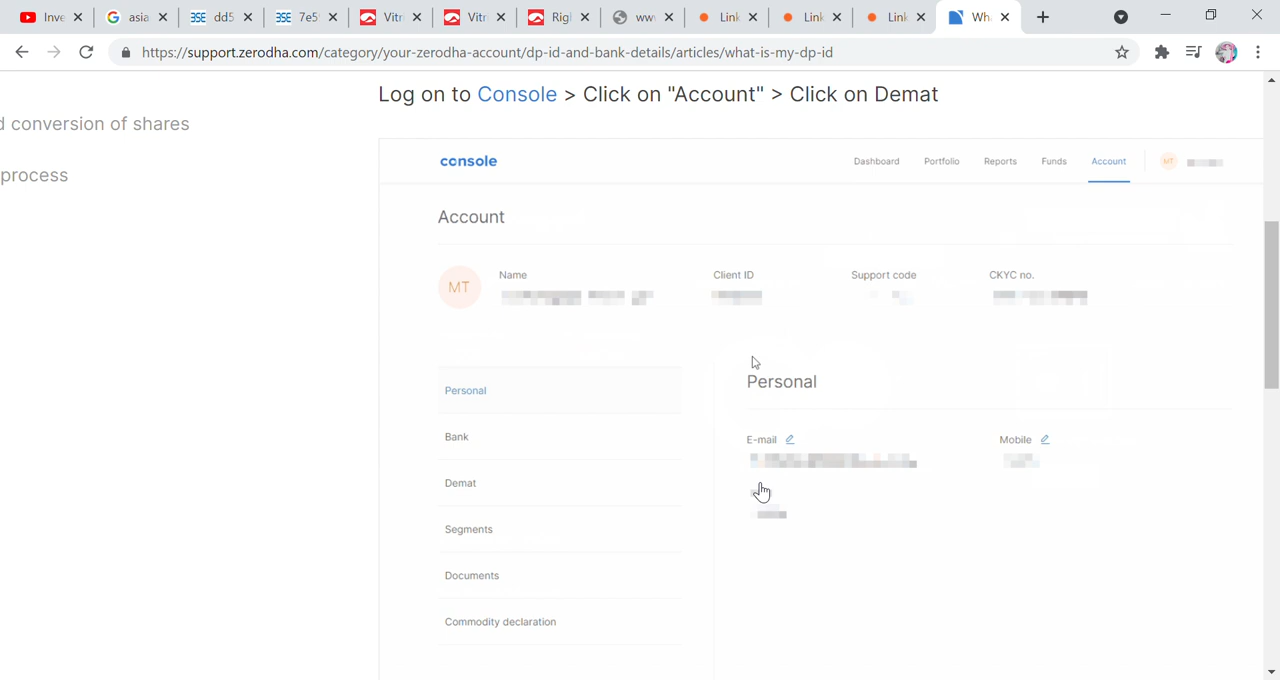 Inve
asia
dd5
7e5
Vitr
Vitr
Rig
ww
Link
Link
Link
Wh
https://support.zerodha.com/category/your-zerodha-account/dp-id-and-bank-details/articles/what-is-my-dp-id
Log on to Console > Click on "Account" > Click on Demat
d conversion of shares
process
console
Dashboard Portfolio Reports Funds Account MT
Account
MT
Name Client ID Support code CKYC no.
Personal
Bank
Demat
Segments
Documents
Commodity declaration
Personal
E-mail Mobile